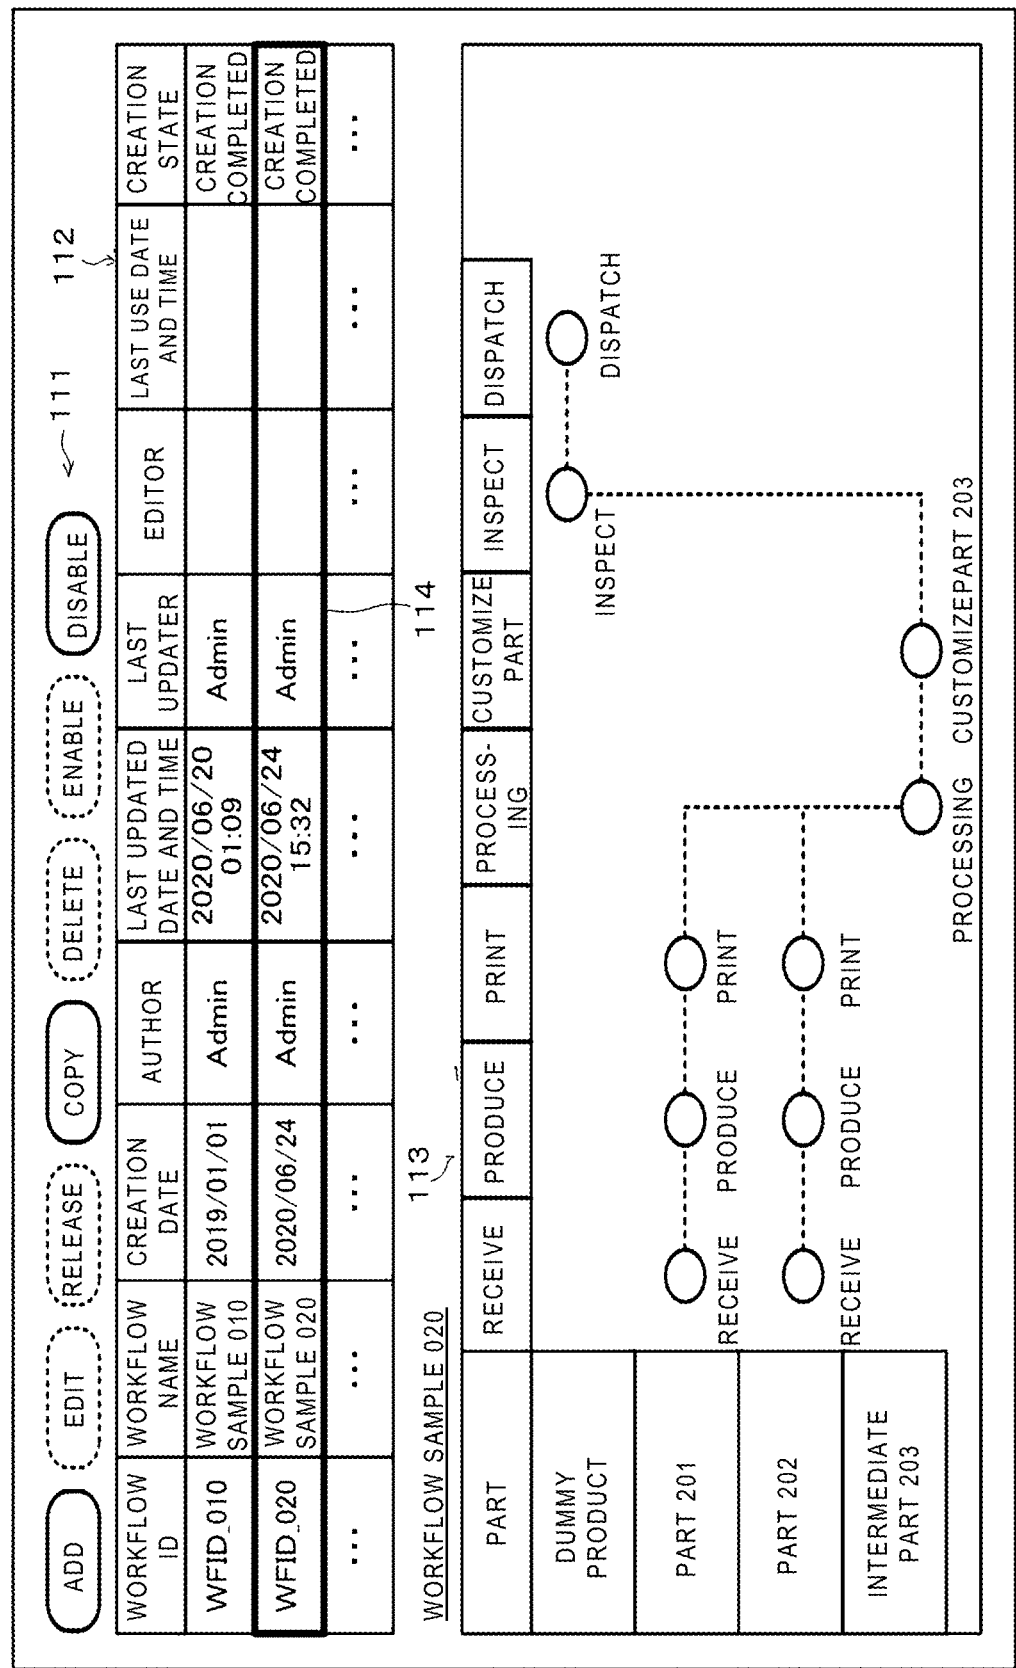 ADD EDIT RELEASE COPY DELETE ENABLE DISABLE 111
112
WORKFLOW ID
WORKFLOW NAME
CREATION DATE
AUTHOR
LAST UPDATED DATE AND TIME
LAST UPDATER
EDITOR
LAST USE DATE AND TIME
CREATION STATE
WFID_010
WORKFLOW SAMPLE 010
2019/01/01
Admin
2020/06/20 01:09
Admin
CREATION COMPLETED
WFID_020
WORKFLOW SAMPLE 020
2020/06/24
Admin
2020/06/24 15:32
Admin
CREATION COMPLETED
... ... ... ... ... ... ... ... ...
114
113
WORKFLOW SAMPLE 020
PART
RECEIVE
PRODUCE
PRINT
PROCESS-
ING
CUSTOMIZE
PART
INSPECT
DISPATCH
DUMMY
PRODUCT
INSPECT
DISPATCH
PART 201
RECEIVE PRODUCE PRINT
PART 202
RECEIVE PRODUCE PRINT
INTERMEDIATE
PART 203
PROCESSING CUSTOMIZEPART 203